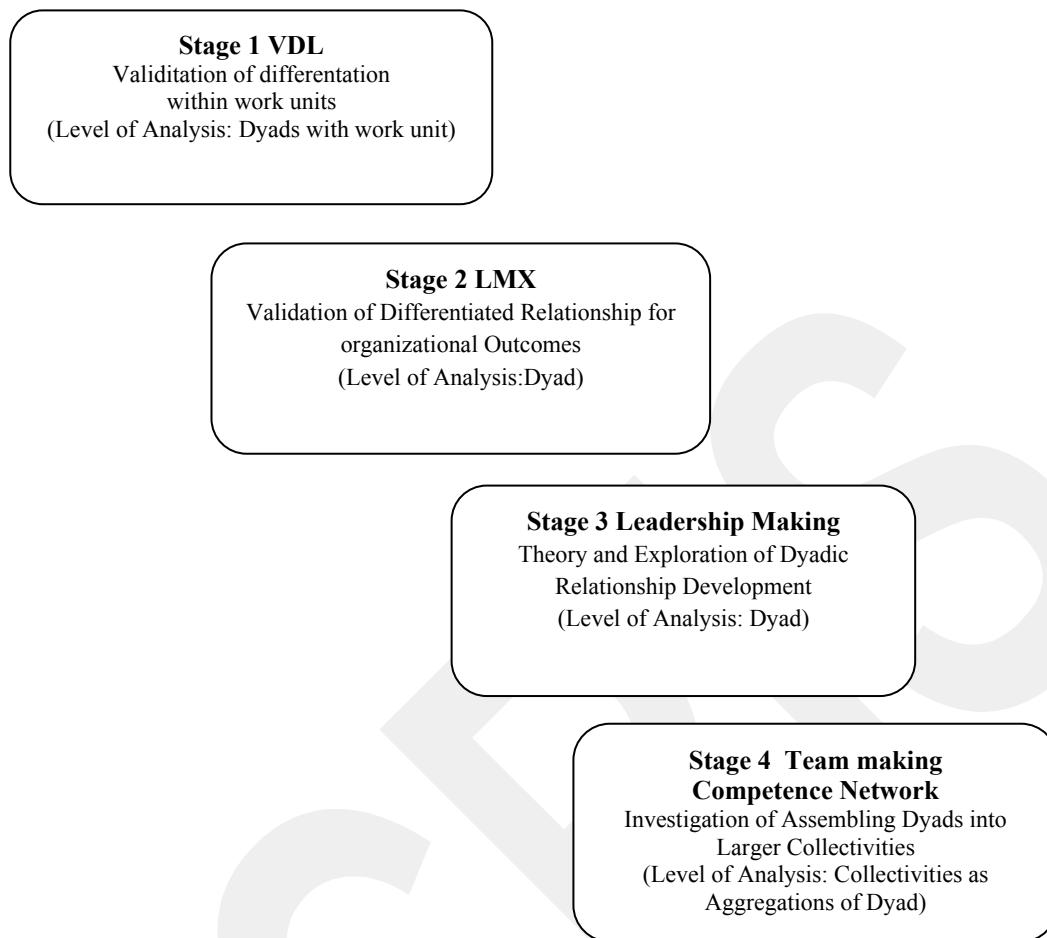 Stage 1 VDL
Validitation of differentation
within work units
(Level of Analysis: Dyads with work unit)
Stage 2 LMX
Validation of Differentiated Relationship for
organizational Outcomes
(Level of Analysis:Dyad)
Stage 3 Leadership Making
Theory and Exploration of Dyadic
Relationship Development
(Level of Analysis: Dyad)
Stage 4  Team making
Competence Network
Investigation of Assembling Dyads into
Larger Collectivities
(Level of Analysis: Collectivities as
Aggregations of Dyad)